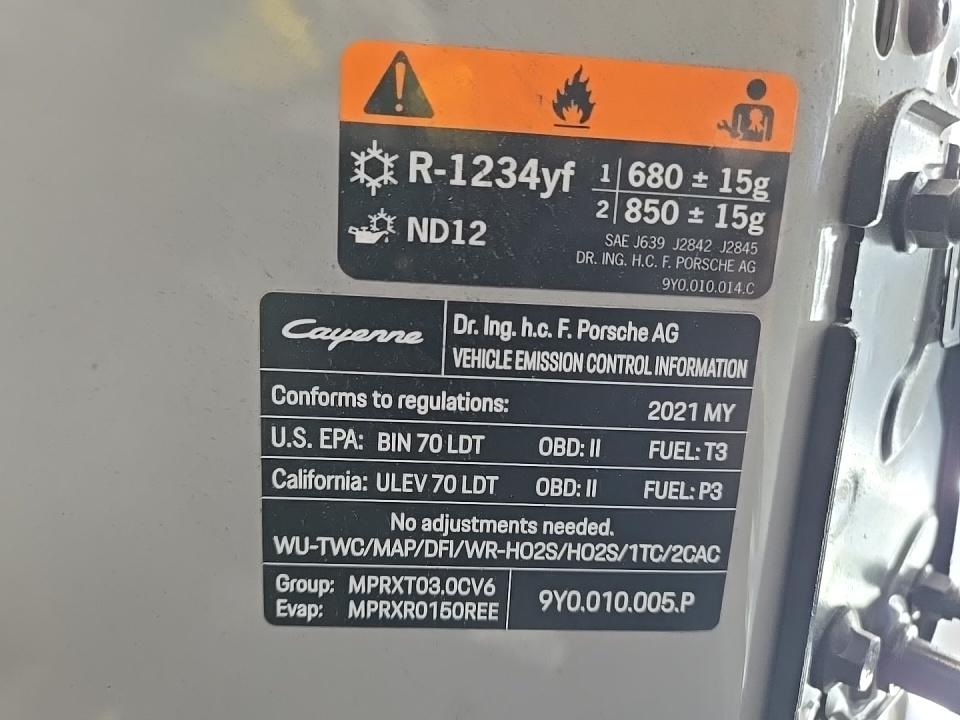 R-1234yf 1 680 ± 15g
2 850 ± 15g
ND12
SAE J639 J2842 J2845
DR. ING. H.C. F. PORSCHE AG
9Y0.010.014.C
Cayenne
Dr. Ing. h.c. F. Porsche AG
VEHICLE EMISSION CONTROL INFORMATION
Conforms to regulations: 2021 MY
U.S. EPA: BIN 70 LDT OBD: II FUEL: T3
California: ULEV 70 LDT OBD: II FUEL: P3
No adjustments needed.
WU-TWC/MAP/DFI/WR-HO2S/HO2S/1TC/2CAC
Group: MPRXT03.0CV6
Evap: MPRXR0150REE
9Y0.010.005.P